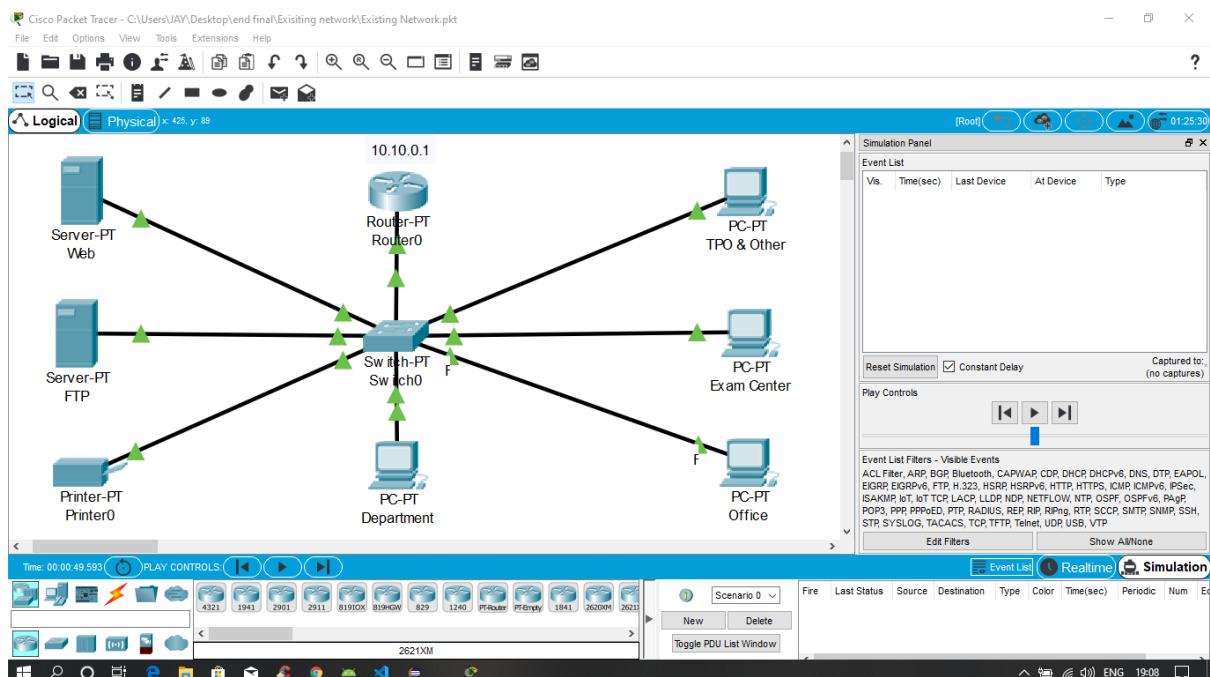 Cisco Packet Tracer - C:\Users\JAY\Desktop\end final\Exisiting network\Existing Network.pkt
File Edit Options View Tools Extensions Help
?
Logical Physical x: 425, y: 89 [Root] 01:25:30
10.10.0.1
Router-PT
Router0
Server-PT
Web
PC-PT
TPO & Other
Server-PT
FTP
Switch-PT
Switch0
F
PC-PT
Exam Center
Printer-PT
Printer0
PC-PT
Department
F
PC-PT
Office
Simulation Panel
Event List
Vis. Time(sec) Last Device At Device Type
Reset Simulation Constant Delay
Captured to:
(no captures)
Play Controls
Event List Filters - Visible Events
ACL Filter, ARP, BGP, Bluetooth, CAPWAP, CDP, DHCP, DHCPv6, DNS, DTP, EAPOL,
EIGRP, EIGRPv6, FTP, H.323, HSRP, HSRPv6, HTTP, HTTPS, ICMP, ICMPv6, IPSec,
ISAKMP, IoT, IoT TCP, LACP, LLDP, NDP, NETFLOW, NTP, OSPF, OSPFv6, PAgP,
POP3, PPP, PPPoED, PTP, RADIUS, REP, RIP, RIPng, RTP, SCCP, SMTP, SNMP, SSH,
STP, SYSLOG, TACACS, TCP, TFTP, Telnet, UDP, USB, VTP
Edit Filters Show All/None
Time: 00:00:49.593 PLAY CONTROLS: Event List Realtime Simulation
4321 1941 2901 2911 819IOX 819HGW 829 1240 PT-Router PT-Empty 1841 2620XM 2621
2621XM
Scenario 0
New Delete
Toggle PDU List Window
Fire Last Status Source Destination Type Color Time(sec) Periodic Num Ed
ENG 19:08